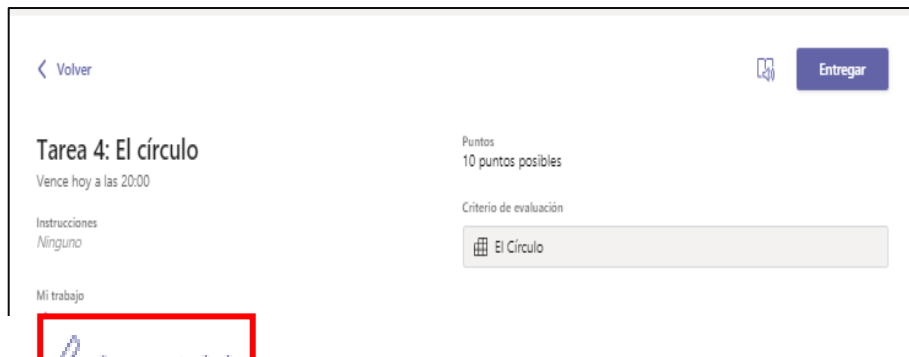 Volver
Entregar
Tarea 4: El círculo
Vence hoy a las 20:00
Puntos
10 puntos posibles
Instrucciones
Ninguno
Criterio de evaluación
El Círculo
Mi trabajo